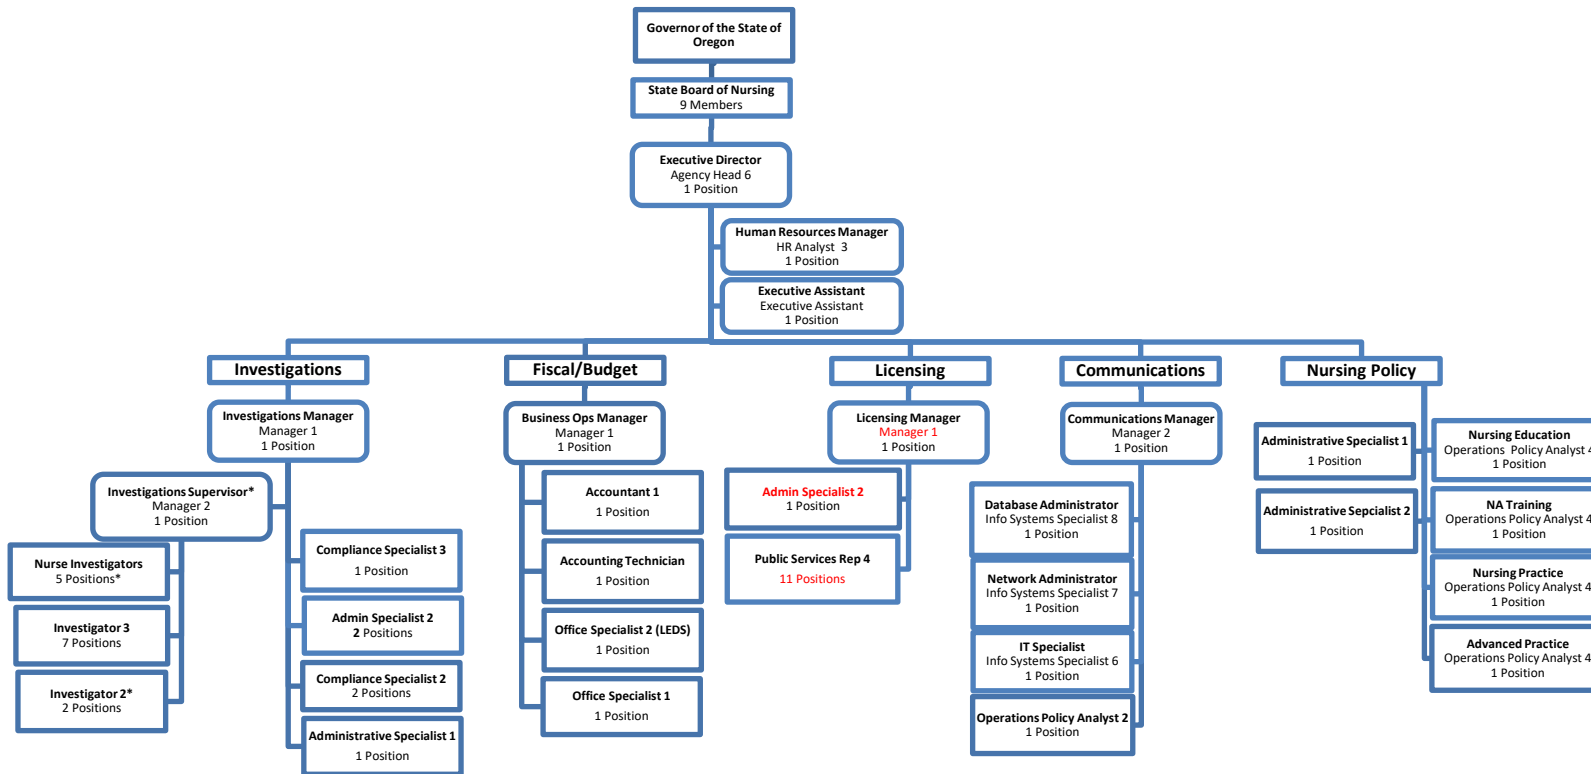 Governor of the State of
Oregon
State Board of Nursing
9 Members
Executive Director
Agency Head 6
1 Position
Human Resources Manager
HR Analyst 3
1 Position
Executive Assistant
Executive Assistant
1 Position
Investigations
Investigations Manager
Manager 1
1 Position
Investigations Supervisor*
Manager 2
1 Position
Nurse Investigators
5 Positions*
Investigator 3
7 Positions
Investigator 2*
2 Positions
Compliance Specialist 3
1 Position
Admin Specialist 2
2 Positions
Compliance Specialist 2
2 Positions
Administrative Specialist 1
1 Position
Fiscal/Budget
Business Ops Manager
Manager 1
1 Position
Accountant 1
1 Position
Accounting Technician
1 Position
Office Specialist 2 (LEDS)
1 Position
Office Specialist 1
1 Position
Licensing
Licensing Manager
Manager 1
1 Position
Admin Specialist 2
1 Position
Public Services Rep 4
11 Positions
Communications
Communications Manager
Manager 2
1 Position
Database Administrator
Info Systems Specialist 8
1 Position
Network Administrator
Info Systems Specialist 7
1 Position
IT Specialist
Info Systems Specialist 6
1 Position
Operations Policy Analyst 2
1 Position
Nursing Policy
Administrative Specialist 1
1 Position
Administrative Sepcialist 2
1 Position
Nursing Education
Operations Policy Analyst 4
1 Position
NA Training
Operations Policy Analyst 4
1 Position
Nursing Practice
Operations Policy Analyst 4
1 Position
Advanced Practice
Operations Policy Analyst 4
1 Position